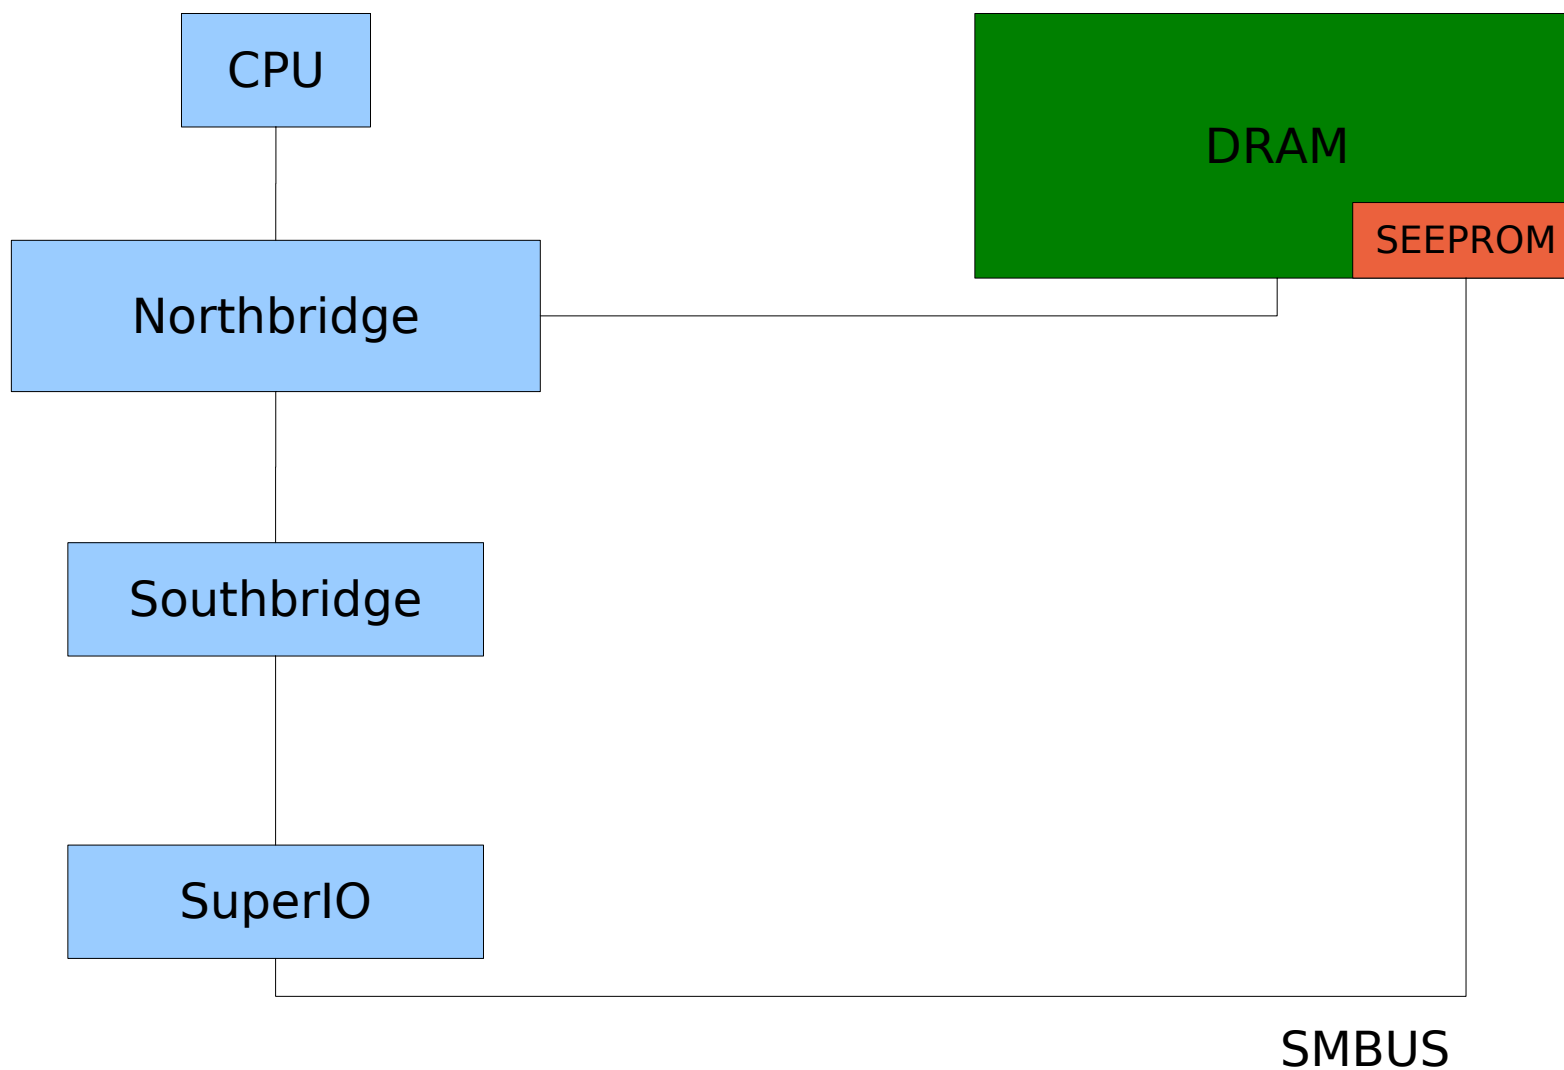 CPU
DRAM
SEEPROM
Northbridge
Southbridge
SuperIO
SMBUS